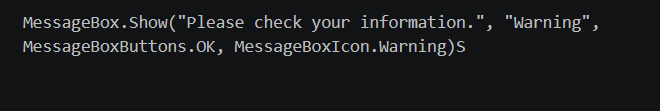 MessageBox.Show("Please check your information.", "Warning",
MessageBoxButtons.OK, MessageBoxIcon.Warning)S